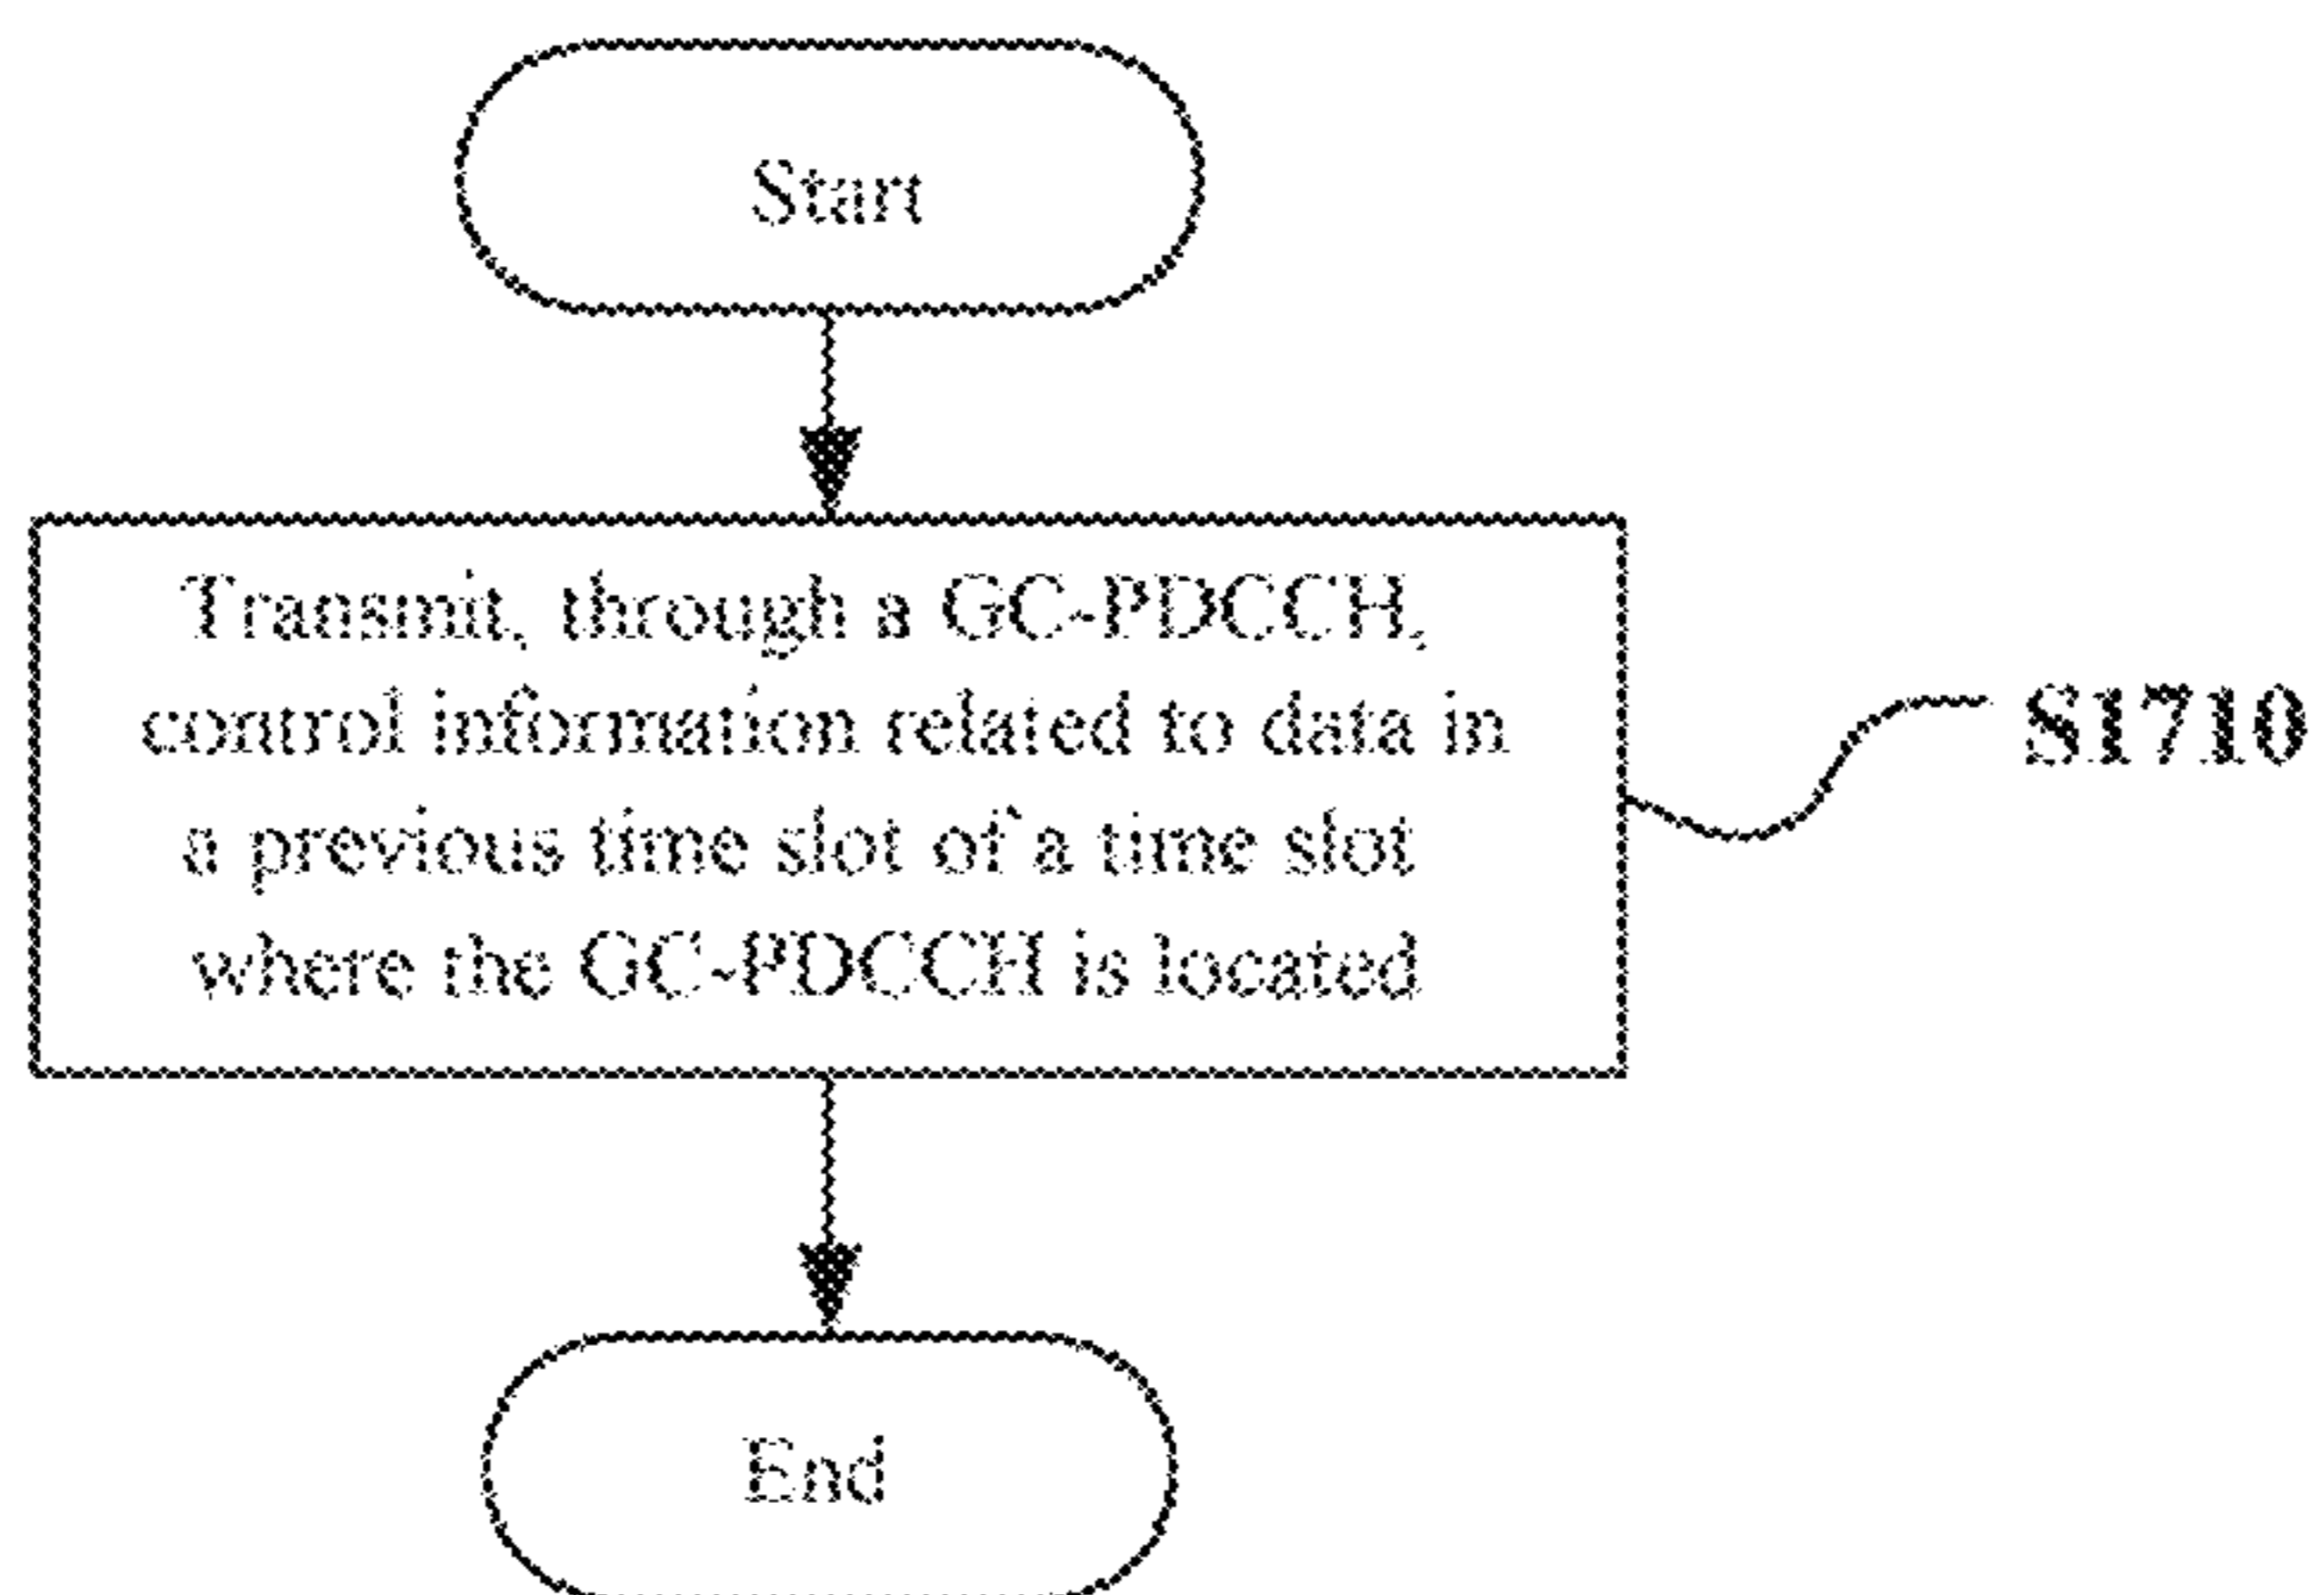 Start
Transmit, through a GC-PDCCH,
control information related to data in
a previous time slot of a time slot
where the GC-PDCCH is located
S1710
End